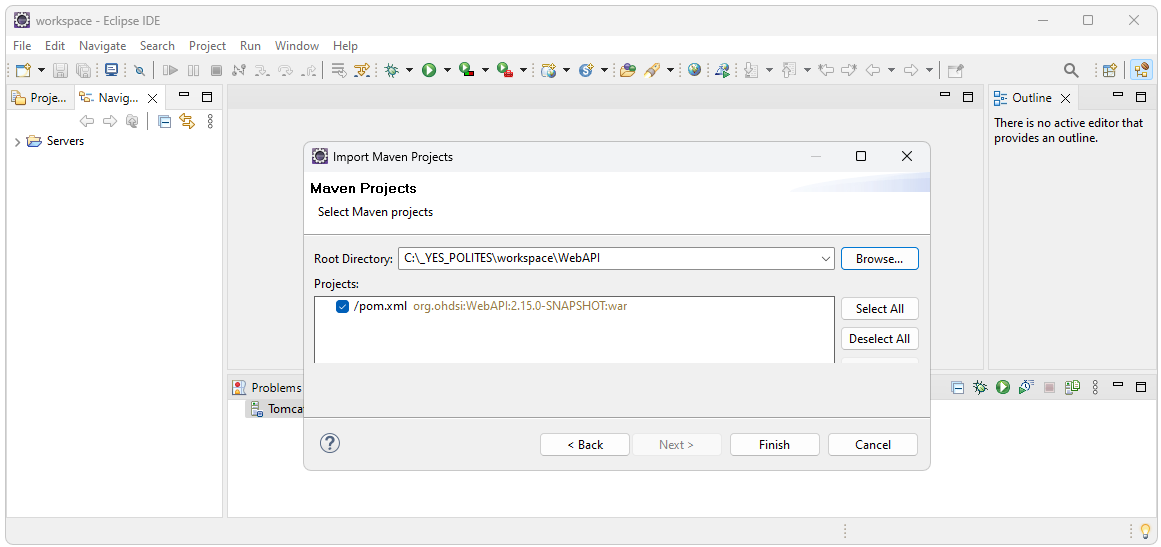 workspace - Eclipse IDE
File Edit Navigate Search Project Run Window Help
Proje...
Navig...
Servers
Outline
There is no active editor that
provides an outline.
Import Maven Projects
Maven Projects
Select Maven projects
Root Directory: C:\_YES_POLITES\workspace\WebAPI Browse...
Projects:
/pom.xml org.ohdsi:WebAPI:2.15.0-SNAPSHOT:war
Select All
Deselect All
Problems
< Back Next > Finish Cancel